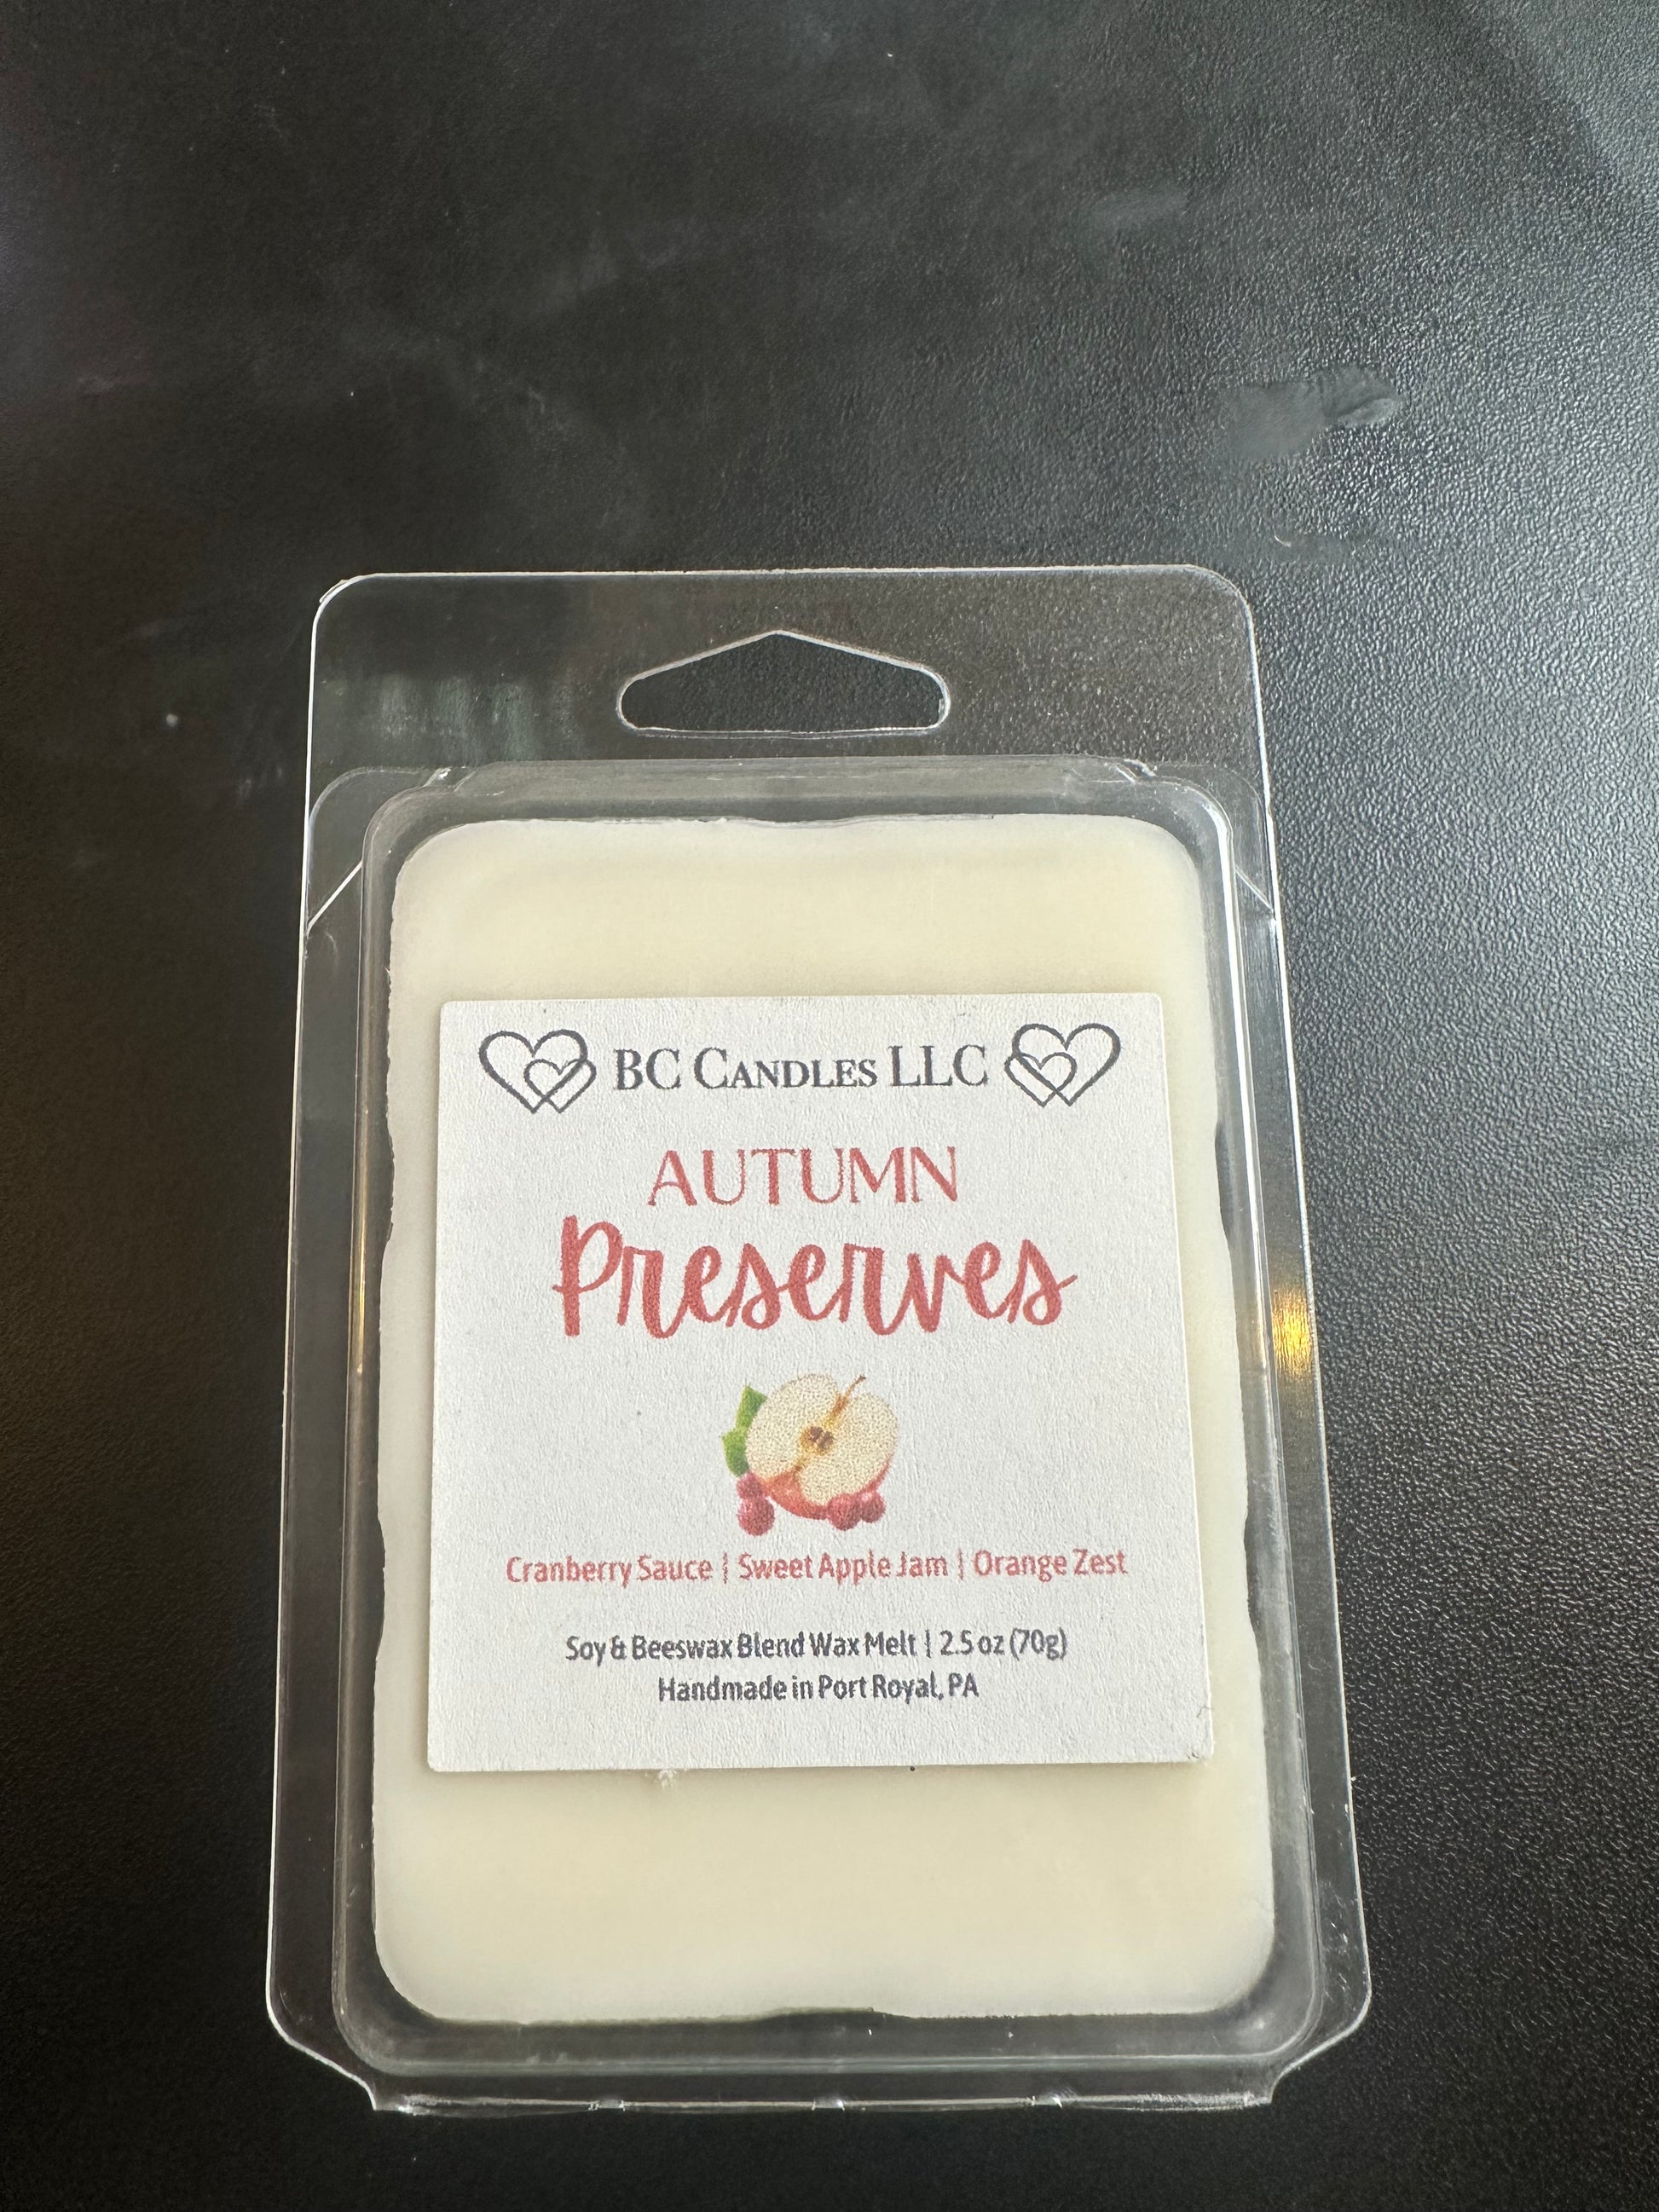 BC CANDLES LLC
AUTUMN
Preserves
Cranberry Sauce | Sweet Apple Jam | Orange Zest
Soy & Beeswax Blend Wax Melt | 2.5 oz (70g)
Handmade in Port Royal, PA